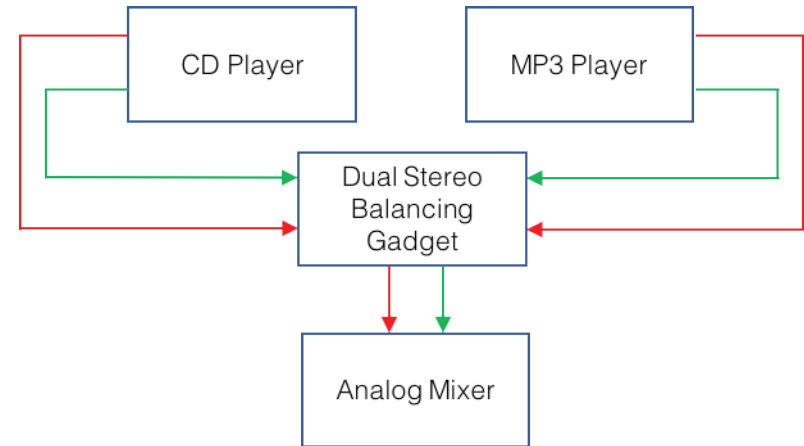 CD Player
MP3 Player
Dual Stereo
Balancing
Gadget
Analog Mixer